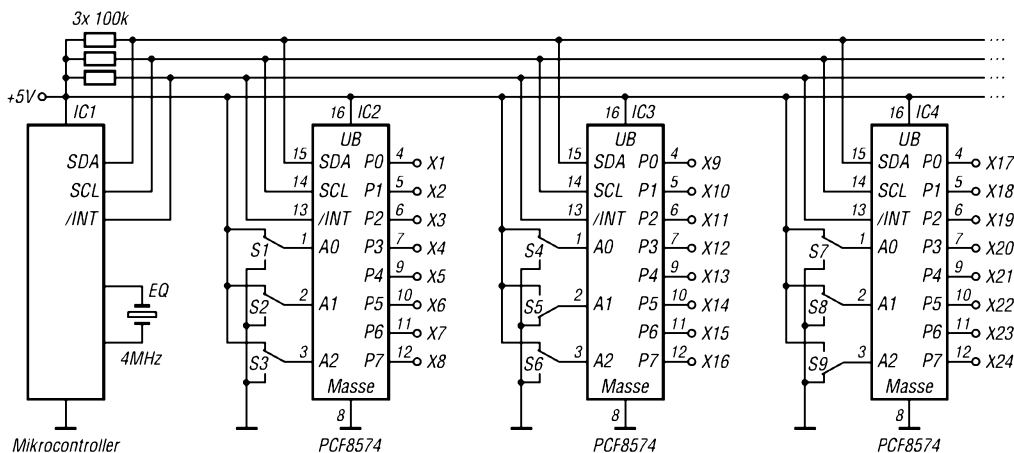 3x 100k
+5V
IC1
SDA
SCL
/INT
EQ
4MHz
Mikrocontroller
16 IC2
UB
15 SDA P0 4 X1
14 SCL P1 5 X2
13 /INT P2 6 X3
S1 1 A0 P3 7 X4
P4 9 X5
S2 2 A1 P5 10 X6
P6 11 X7
S3 3 A2 P7 12 X8
Masse
8
PCF8574
16 IC3
UB
15 SDA P0 4 X9
14 SCL P1 5 X10
13 /INT P2 6 X11
S4 1 A0 P3 7 X12
P4 9 X13
S5 2 A1 P5 10 X14
P6 11 X15
S6 3 A2 P7 12 X16
Masse
8
PCF8574
16 IC4
UB
15 SDA P0 4 X17
14 SCL P1 5 X18
13 /INT P2 6 X19
S7 1 A0 P3 7 X20
P4 9 X21
S8 2 A1 P5 10 X22
P6 11 X23
S9 3 A2 P7 12 X24
Masse
8
PCF8574
...
...
...
...